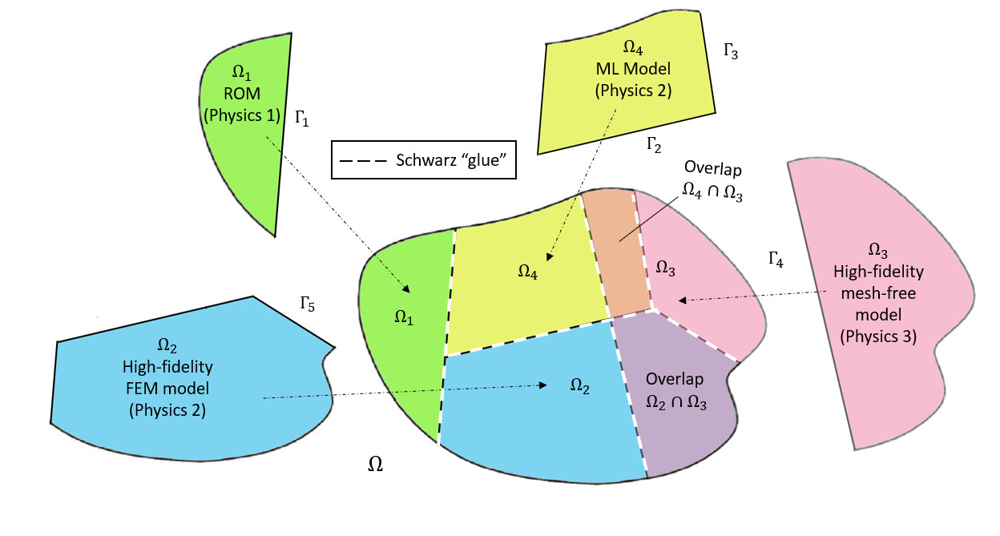 Ω₁
ROM
(Physics 1)
Γ₁
Ω₄
ML Model
(Physics 2)
Γ₃
Γ₂
Schwarz “glue”
Overlap
Ω₄ ∩ Ω₃
Ω₃
High-fidelity
mesh-free
model
(Physics 3)
Γ₄
Ω₄
Ω₃
Ω₁
Γ₅
Ω₂
High-fidelity
FEM model
(Physics 2)
Ω₂
Overlap
Ω₂ ∩ Ω₃
Ω